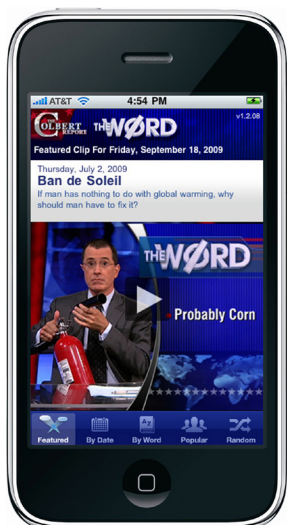 AT&T 4:54 PM
THE COLBERT REPORT THE WØRD v1.2.08
Featured Clip For Friday, September 18, 2009
Thursday, July 2, 2009
Ban de Soleil
If man has nothing to do with global warming, why
should man have to fix it?
THE WØRD
• Probably Corn
Featured By Date By Word Popular Random